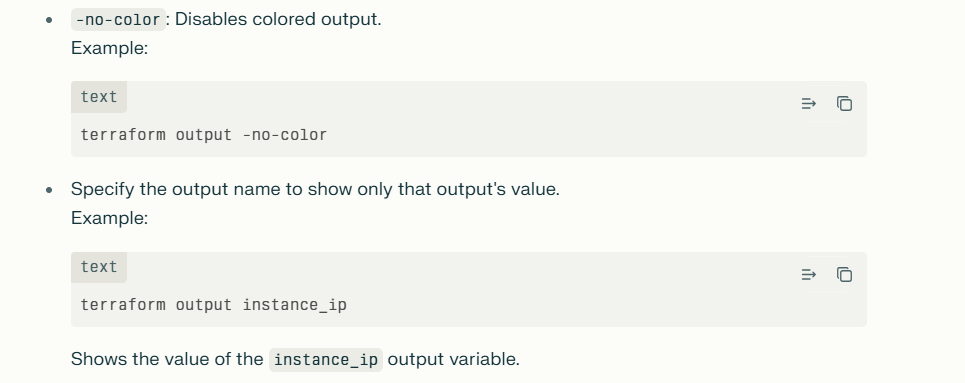 -no-color: Disables colored output.
Example:
text
terraform output -no-color
Specify the output name to show only that output's value.
Example:
text
terraform output instance_ip
Shows the value of the instance_ip output variable.